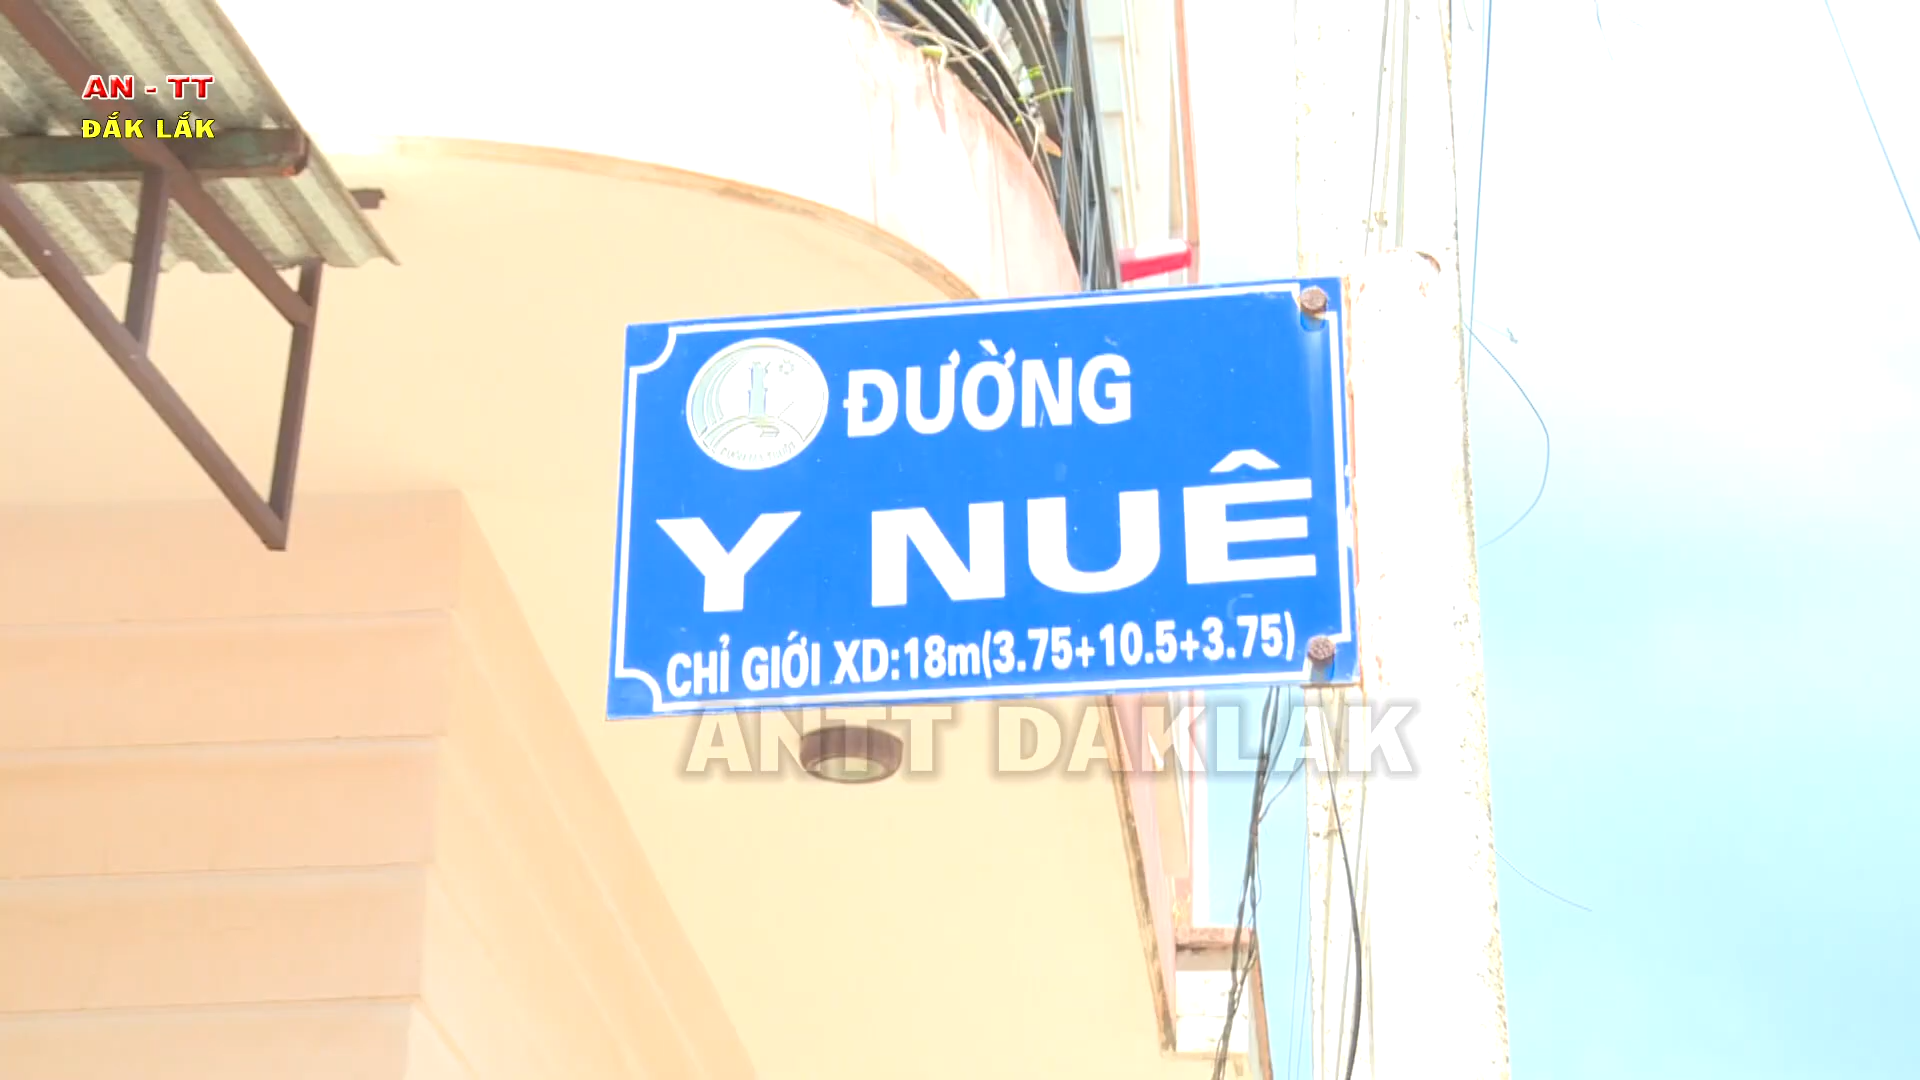 AN - TT
ĐẮK LẮK
ĐƯỜNG
Y NUÊ
CHỈ GIỚI XD:18m(3.75+10.5+3.75)
ANTT DAKLAK